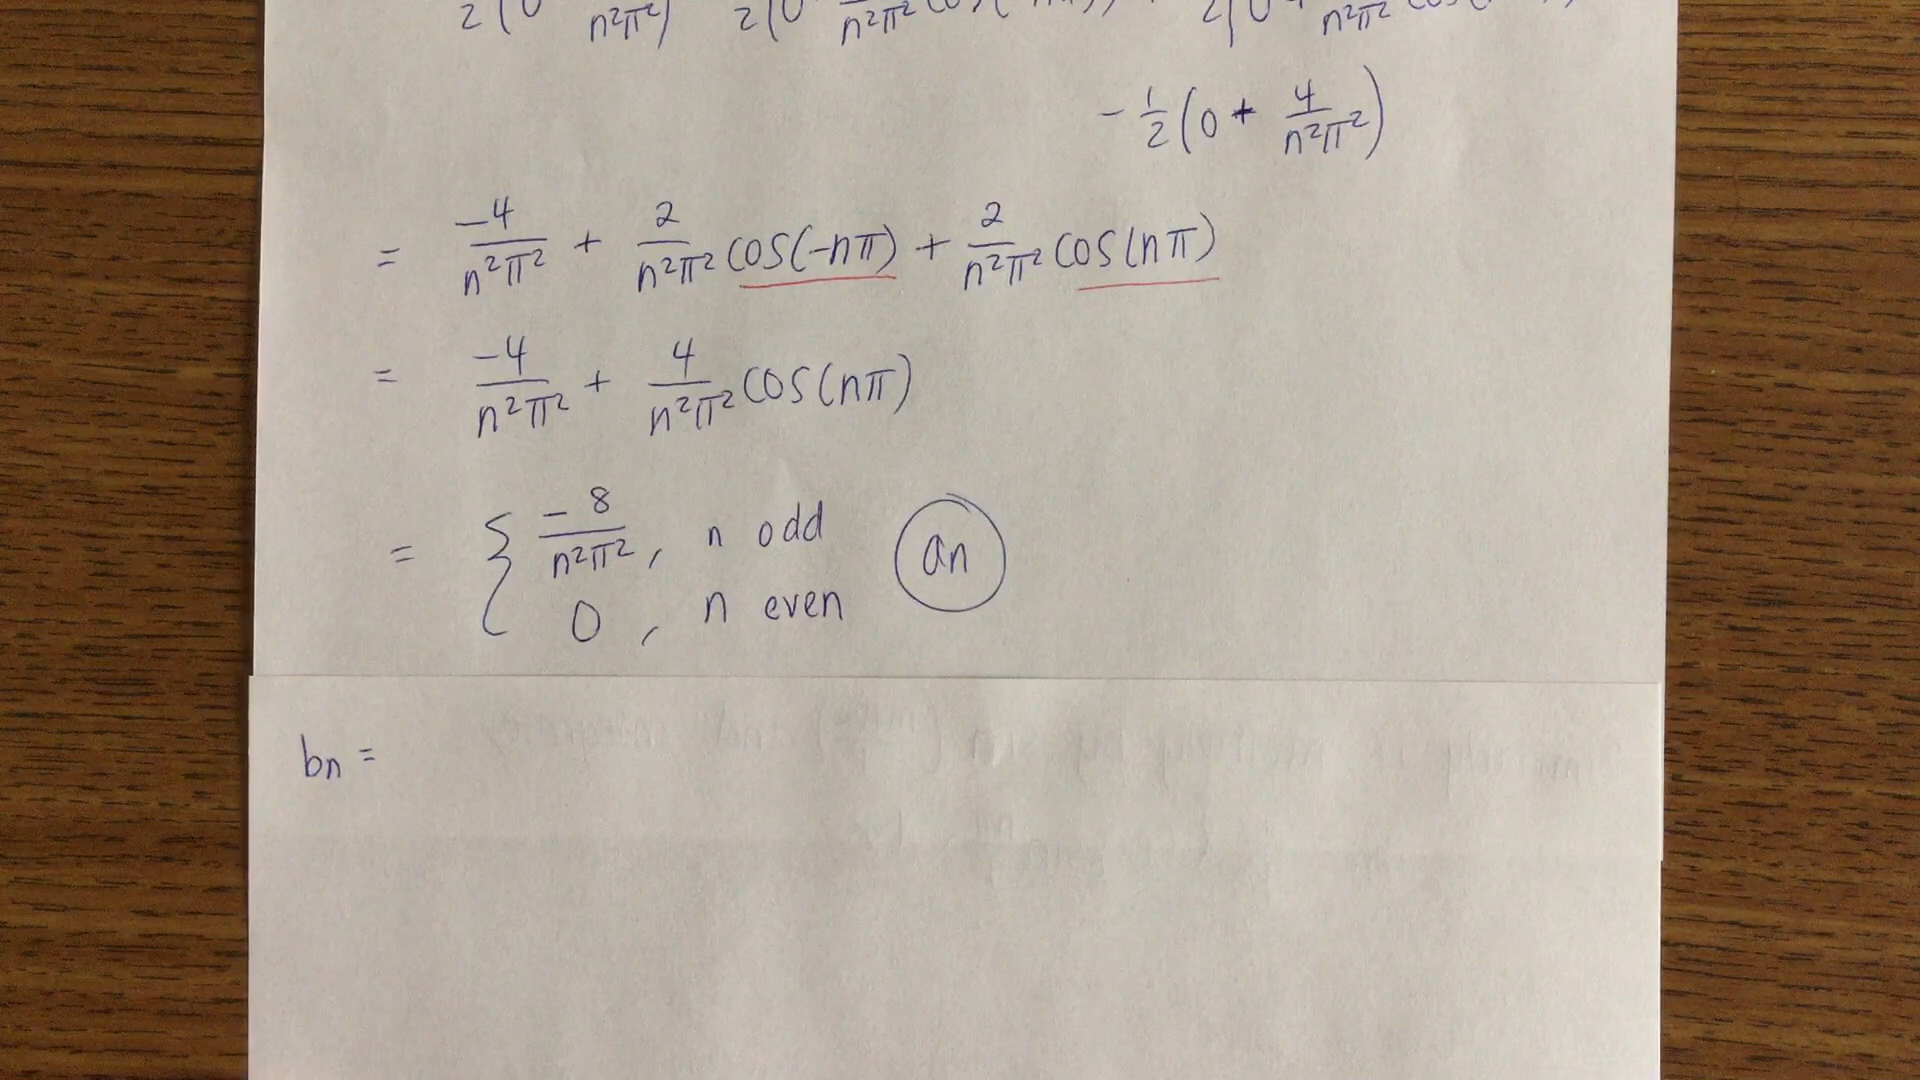 - 1/2 (0 + 4/n²π²)
= -4/n²π² + 2/n²π² cos(-nπ) + 2/n²π² cos(nπ)
= -4/n²π² + 4/n²π² cos(nπ)
= { -8/n²π² , n odd
0 , n even
an
bn =